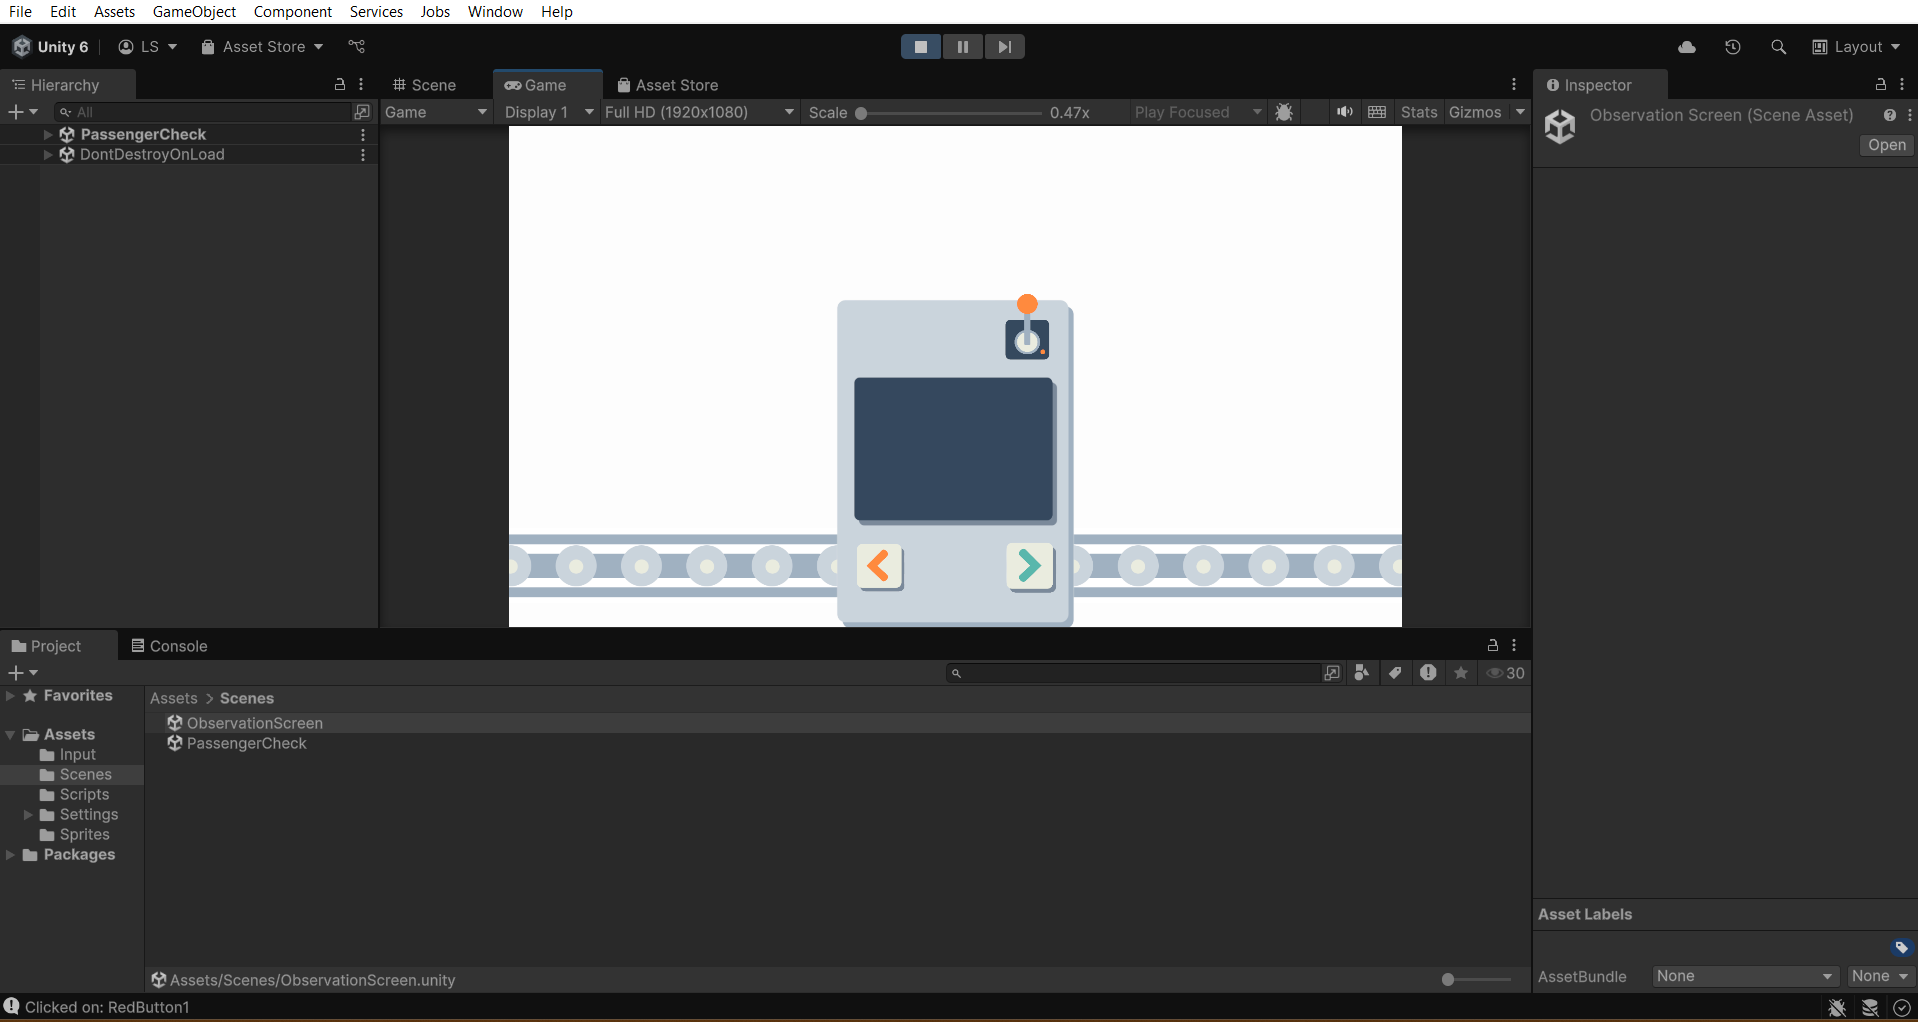 File Edit Assets GameObject Component Services Jobs Window Help
Unity 6 LS Asset Store Layout
Hierarchy
All
PassengerCheck
DontDestroyOnLoad
Scene Game Asset Store
Game Display 1 Full HD (1920x1080) Scale 0.47x Play Focused Stats Gizmos
Inspector
Observation Screen (Scene Asset)
Open
Project Console
30
Favorites
Assets
Input
Scenes
Scripts
Settings
Sprites
Packages
Assets > Scenes
ObservationScreen
PassengerCheck
Assets/Scenes/ObservationScreen.unity
Asset Labels
AssetBundle None None
Clicked on: RedButton1